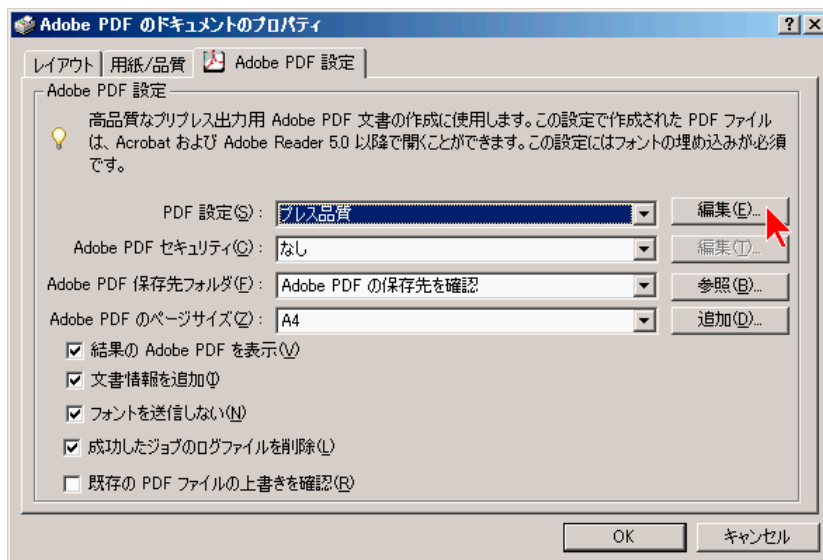 Adobe PDF のドキュメントのプロパティ
レイアウト 用紙/品質 Adobe PDF 設定
Adobe PDF 設定
高品質なプリプレス出力用 Adobe PDF 文書の作成に使用します。この設定で作成された PDF ファイル
は、Acrobat および Adobe Reader 5.0 以降で開くことができます。この設定にはフォントの埋め込みが必須
です。
PDF 設定(S): プレス品質 編集(E)...
Adobe PDF セキュリティ(C): なし 編集(T)...
Adobe PDF 保存先フォルダ(F): Adobe PDF の保存先を確認 参照(B)...
Adobe PDF のページサイズ(Z): A4 追加(D)...
結果の Adobe PDF を表示(V)
文書情報を追加(I)
フォントを送信しない(N)
成功したジョブのログファイルを削除(L)
既存の PDF ファイルの上書きを確認(R)
OK キャンセル